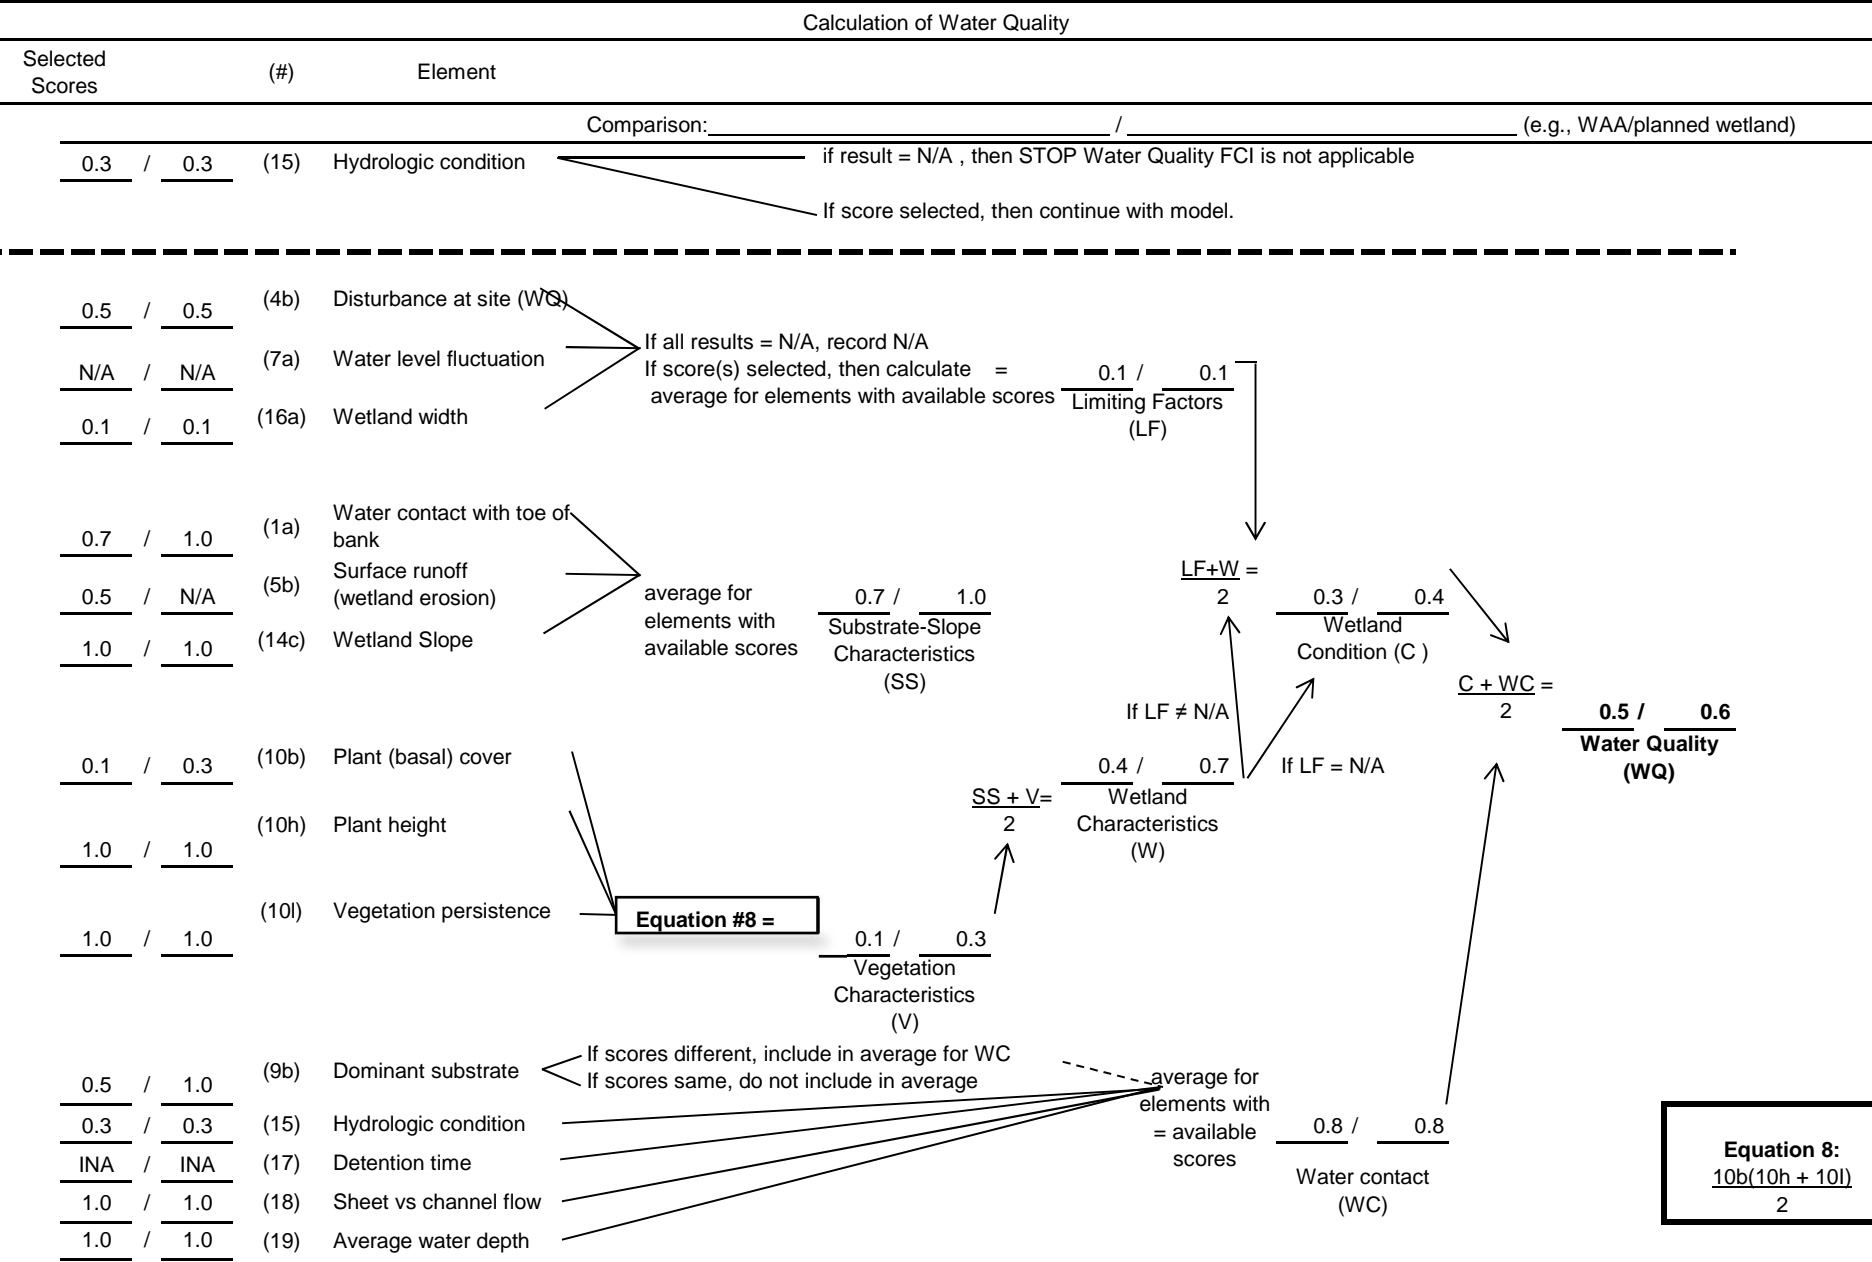 Calculation of Water Quality
Selected
Scores
(#)
Element
Comparison: / (e.g., WAA/planned wetland)
0.3 / 0.3 (15) Hydrologic condition
if result = N/A , then STOP Water Quality FCI is not applicable
If score selected, then continue with model.
0.5 / 0.5 (4b) Disturbance at site (WQ)
N/A / N/A (7a) Water level fluctuation
0.1 / 0.1 (16a) Wetland width
If all results = N/A, record N/A
If score(s) selected, then calculate =
average for elements with available scores
0.1 / 0.1
Limiting Factors
(LF)
0.7 / 1.0 (1a) Water contact with toe of
bank
0.5 / N/A (5b) Surface runoff
(wetland erosion)
1.0 / 1.0 (14c) Wetland Slope
average for
elements with
available scores
0.7 / 1.0
Substrate-Slope
Characteristics
(SS)
LF+W =
2
0.3 / 0.4
Wetland
Condition (C )
If LF ≠ N/A
If LF = N/A
C + WC =
2
0.5 / 0.6
Water Quality
(WQ)
0.1 / 0.3 (10b) Plant (basal) cover
1.0 / 1.0 (10h) Plant height
1.0 / 1.0 (10l) Vegetation persistence
Equation #8 =
0.1 / 0.3
Vegetation
Characteristics
(V)
SS + V=
2
0.4 / 0.7
Wetland
Characteristics
(W)
0.5 / 1.0 (9b) Dominant substrate
If scores different, include in average for WC
If scores same, do not include in average
0.3 / 0.3 (15) Hydrologic condition
INA / INA (17) Detention time
1.0 / 1.0 (18) Sheet vs channel flow
1.0 / 1.0 (19) Average water depth
average for
elements with
= available
scores
0.8 / 0.8
Water contact
(WC)
Equation 8:
10b(10h + 10l)
2